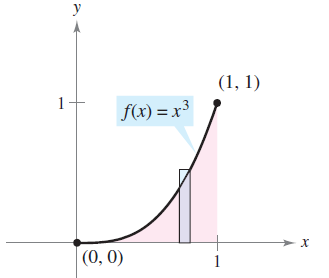 y
(1, 1)
1
f(x) = x³
(0, 0)
1
x